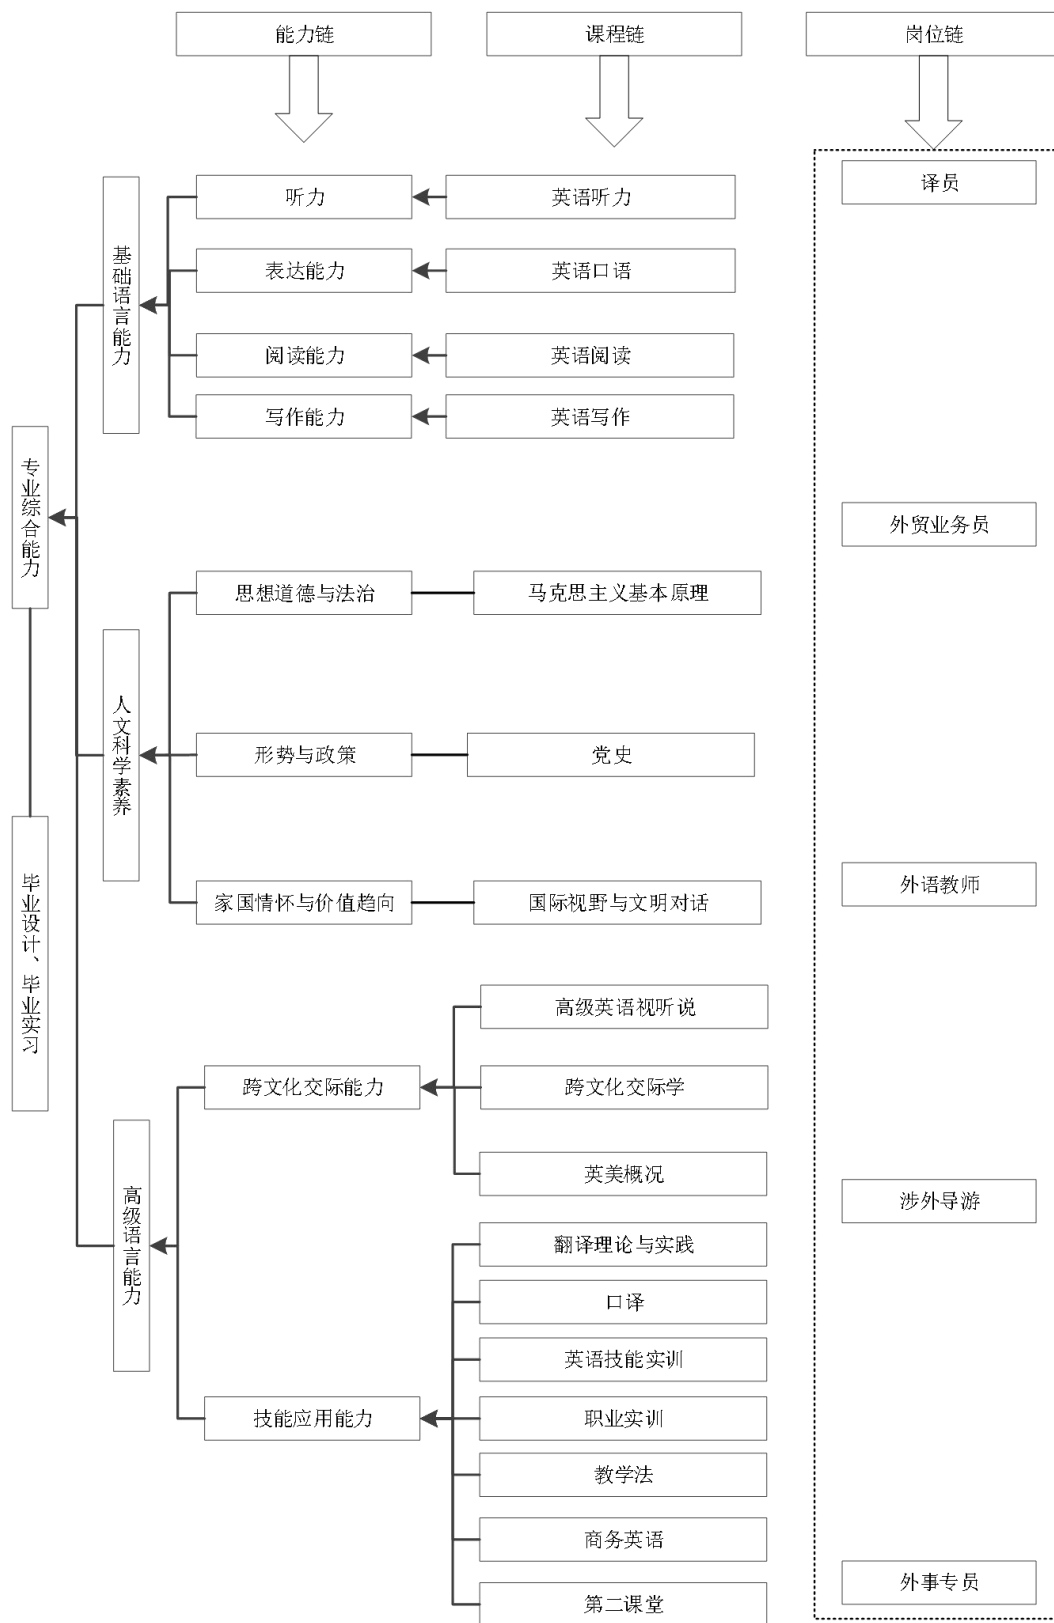 能力链
课程链
岗位链
基础语言能力
听力
英语听力
译员
表达能力
英语口语
阅读能力
英语阅读
写作能力
英语写作
专业综合能力
外贸业务员
人文科学素养
思想道德与法治
马克思主义基本原理
形势与政策
党史
毕业设计、毕业实习
外语教师
家国情怀与价值趋向
国际视野与文明对话
高级英语视听说
跨文化交际能力
跨文化交际学
高级语言能力
英美概况
涉外导游
翻译理论与实践
口译
英语技能实训
技能应用能力
职业实训
教学法
商务英语
外事专员
第二课堂